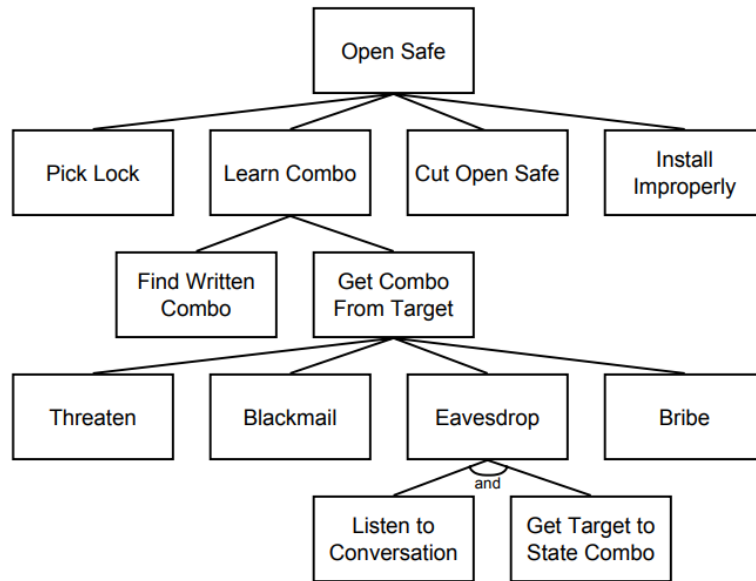 Open Safe
Pick Lock
Learn Combo
Cut Open Safe
Install
Improperly
Find Written
Combo
Get Combo
From Target
Threaten
Blackmail
Eavesdrop
Bribe
and
Listen to
Conversation
Get Target to
State Combo